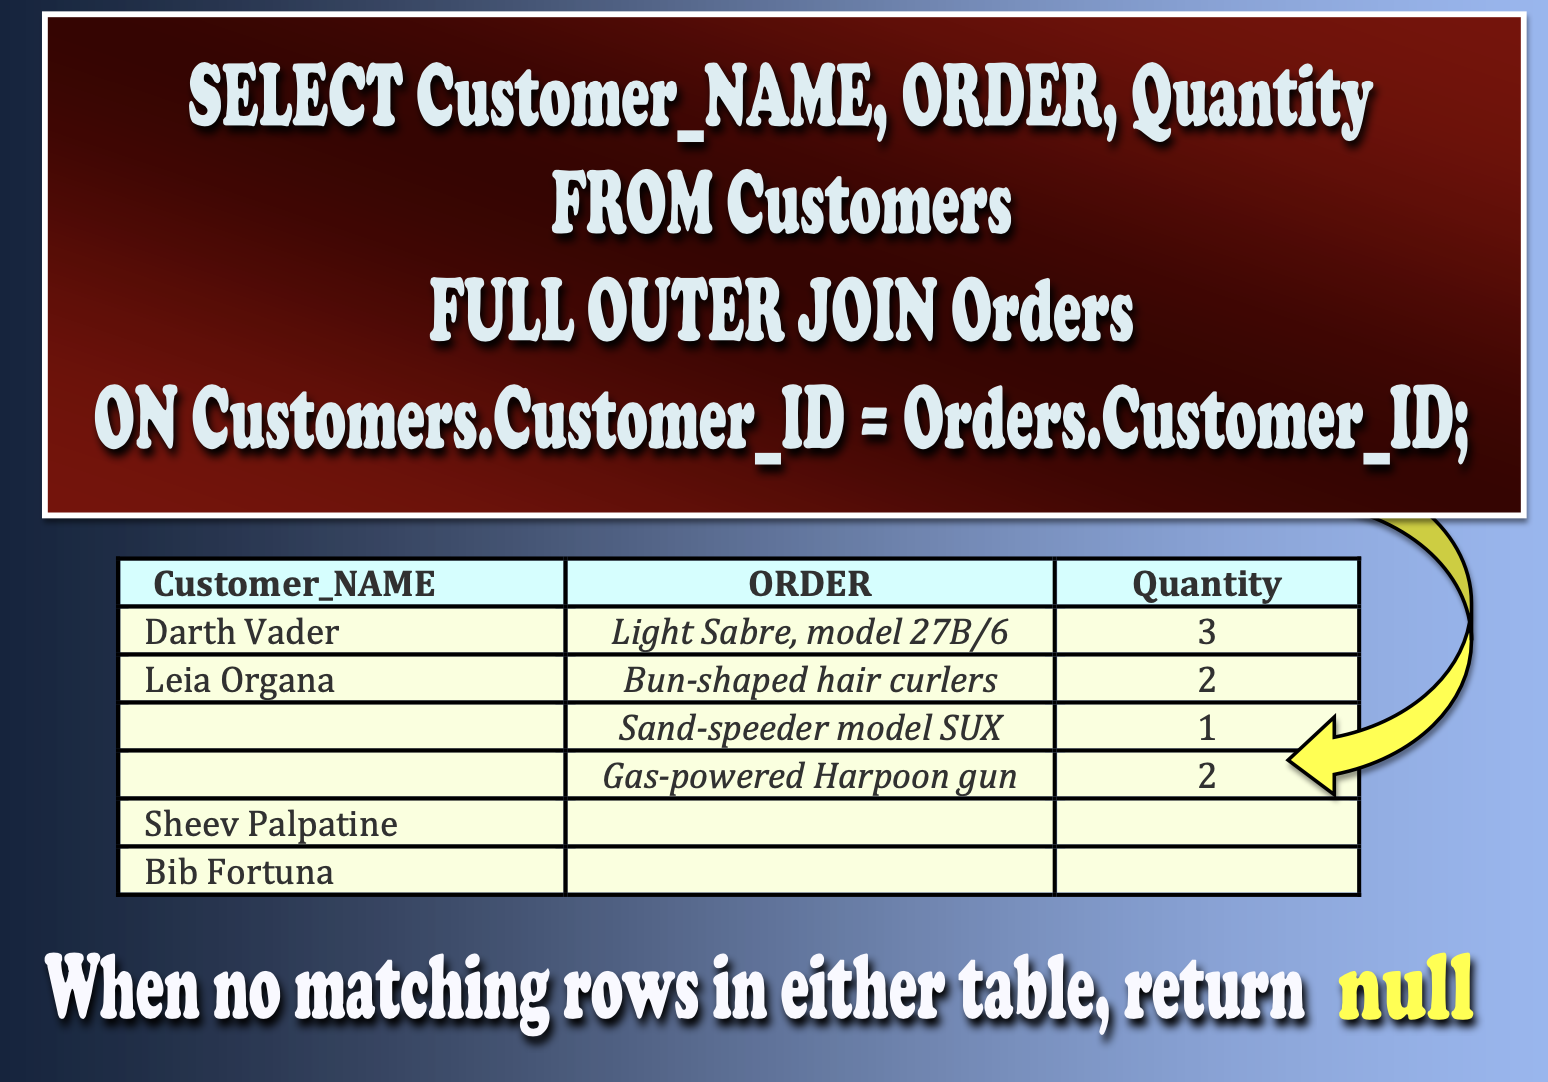 SELECT Customer_NAME, ORDER, Quantity
FROM Customers
FULL OUTER JOIN Orders
ON Customers.Customer_ID = Orders.Customer_ID;
Customer_NAME ORDER Quantity
Darth Vader Light Sabre, model 27B/6 3
Leia Organa Bun-shaped hair curlers 2
Sand-speeder model SUX 1
Gas-powered Harpoon gun 2
Sheev Palpatine
Bib Fortuna
When no matching rows in either table, return null